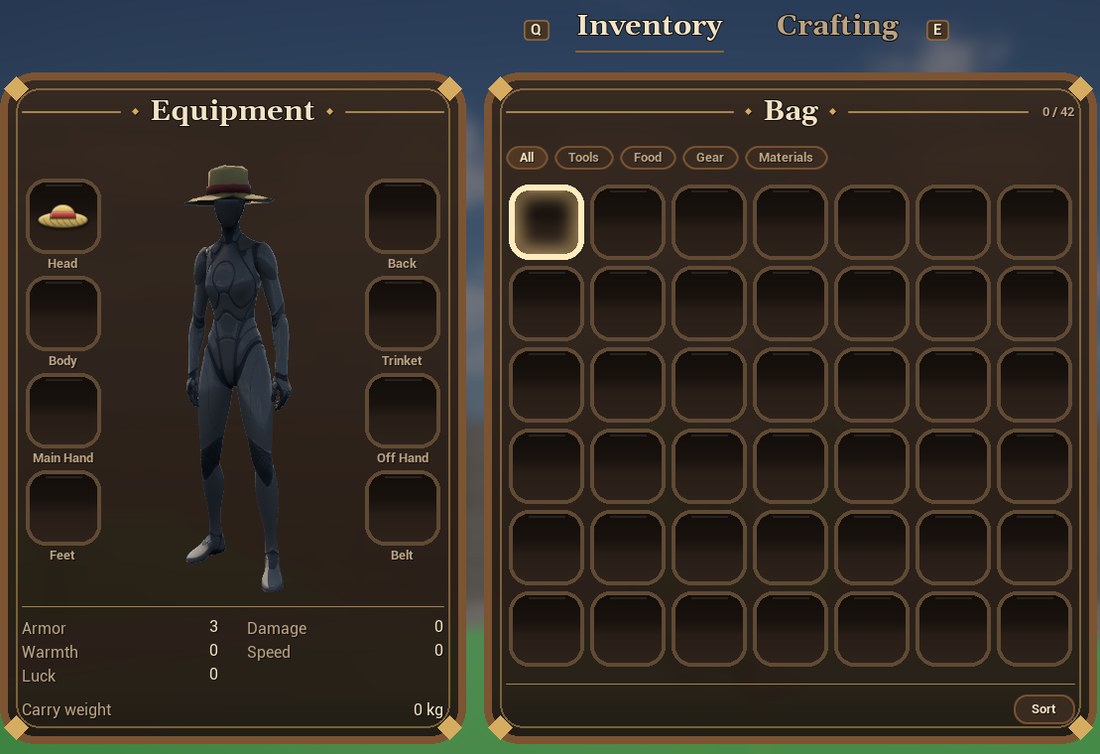 Q Inventory Crafting E
Equipment
Head
Back
Body
Trinket
Main Hand
Off Hand
Feet
Belt
Armor 3 Damage 0
Warmth 0 Speed 0
Luck 0
Carry weight 0 kg
Bag 0 / 42
All Tools Food Gear Materials
Sort